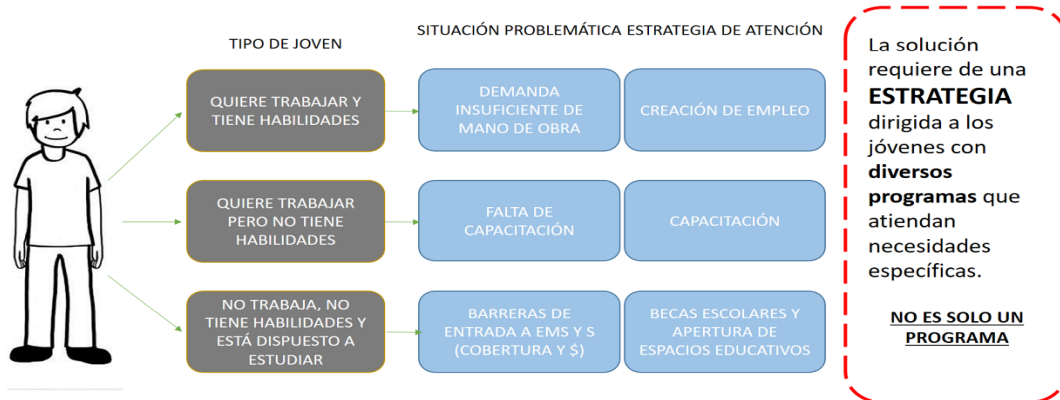 TIPO DE JOVEN
SITUACIÓN PROBLEMÁTICA ESTRATEGIA DE ATENCIÓN
QUIERE TRABAJAR Y
TIENE HABILIDADES
DEMANDA
INSUFICIENTE DE
MANO DE OBRA
CREACIÓN DE EMPLEO
QUIERE TRABAJAR
PERO NO TIENE
HABILIDADES
FALTA DE
CAPACITACIÓN
CAPACITACIÓN
NO TRABAJA, NO
TIENE HABILIDADES Y
ESTÁ DISPUESTO A
ESTUDIAR
BARRERAS DE
ENTRADA A EMS Y S
(COBERTURA Y $)
BECAS ESCOLARES Y
APERTURA DE
ESPACIOS EDUCATIVOS
La solución
requiere de una
ESTRATEGIA
dirigida a los
jóvenes con
diversos
programas que
atiendan
necesidades
específicas.
NO ES SOLO UN
PROGRAMA